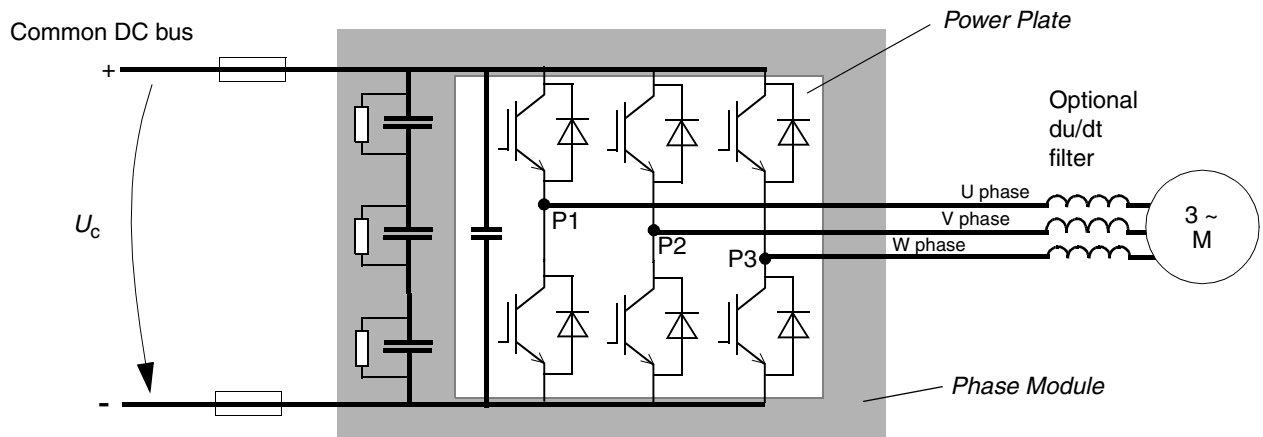 Power Plate
Common DC bus
+
Optional
du/dt
filter
U phase
P1
V phase
3 ~
M
Uc
P2
W phase
P3
Phase Module
-